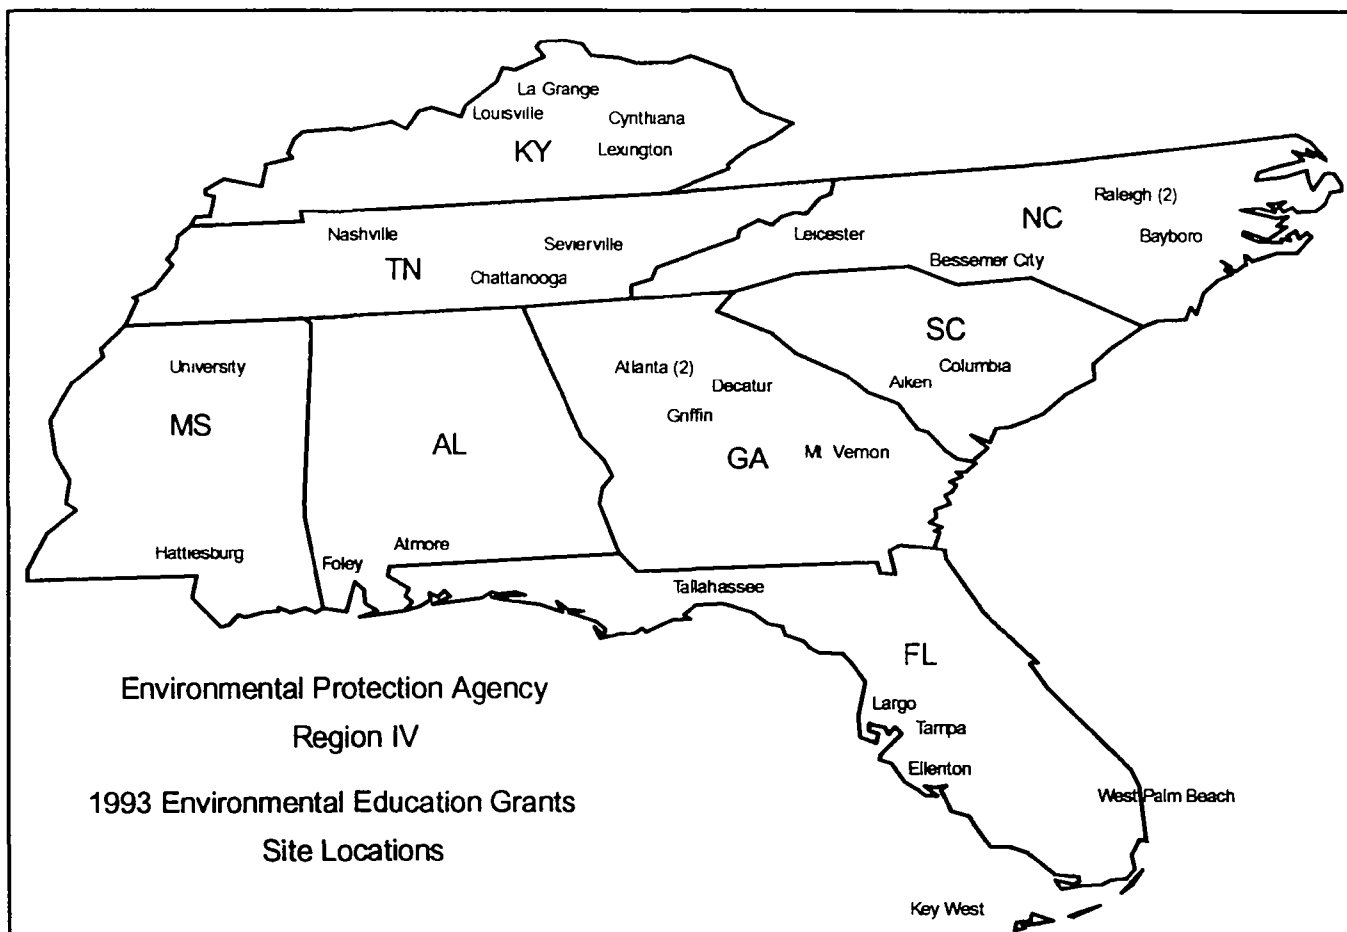 La Grange
Louisville
Cynthiana
KY
Lexington
Nashville
Sevierville
TN
Chattanooga
Raleigh (2)
NC
Leicester
Bayboro
Bessemer City
SC
Columbia
Aiken
University
MS
AL
Atlanta (2)
Decatur
Griffin
GA
Mt Vernon
Hattiesburg
Foley
Atmore
Tallahassee
FL
Largo
Tampa
Ellenton
West Palm Beach
Key West
Environmental Protection Agency
Region IV
1993 Environmental Education Grants
Site Locations